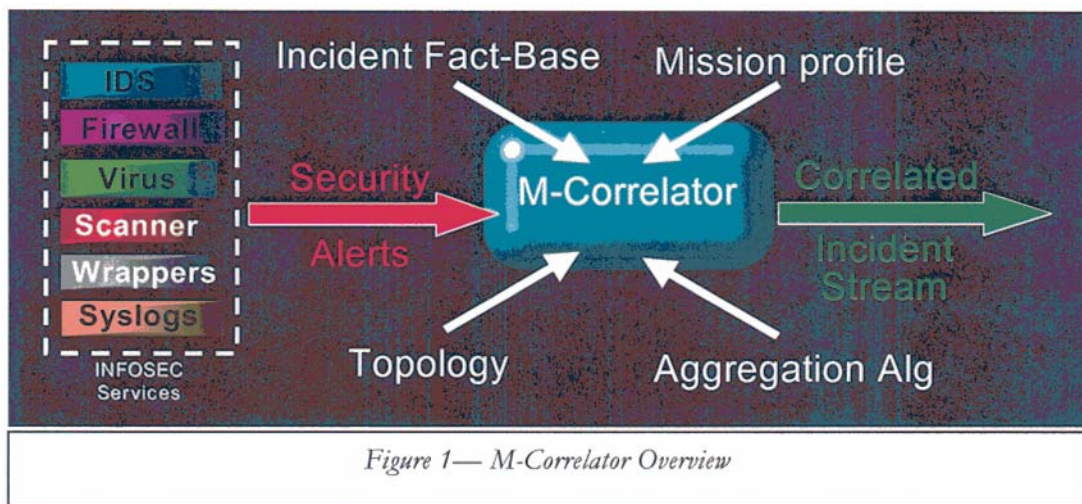 Incident Fact-Base
Mission profile
IDS
Firewall
Virus
Scanner
Wrappers
Syslogs
INFOSEC
Services
Security
Alerts
M-Correlator
Correlated
Incident
Stream
Topology
Aggregation Alg
Figure 1— M-Correlator Overview